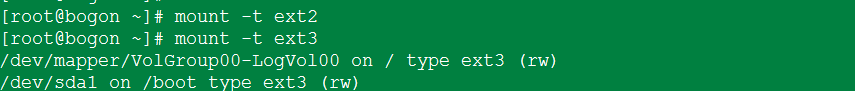 [root@bogon ~]# mount -t ext2
[root@bogon ~]# mount -t ext3
/dev/mapper/VolGroup00-LogVol00 on / type ext3 (rw)
/dev/sda1 on /boot type ext3 (rw)